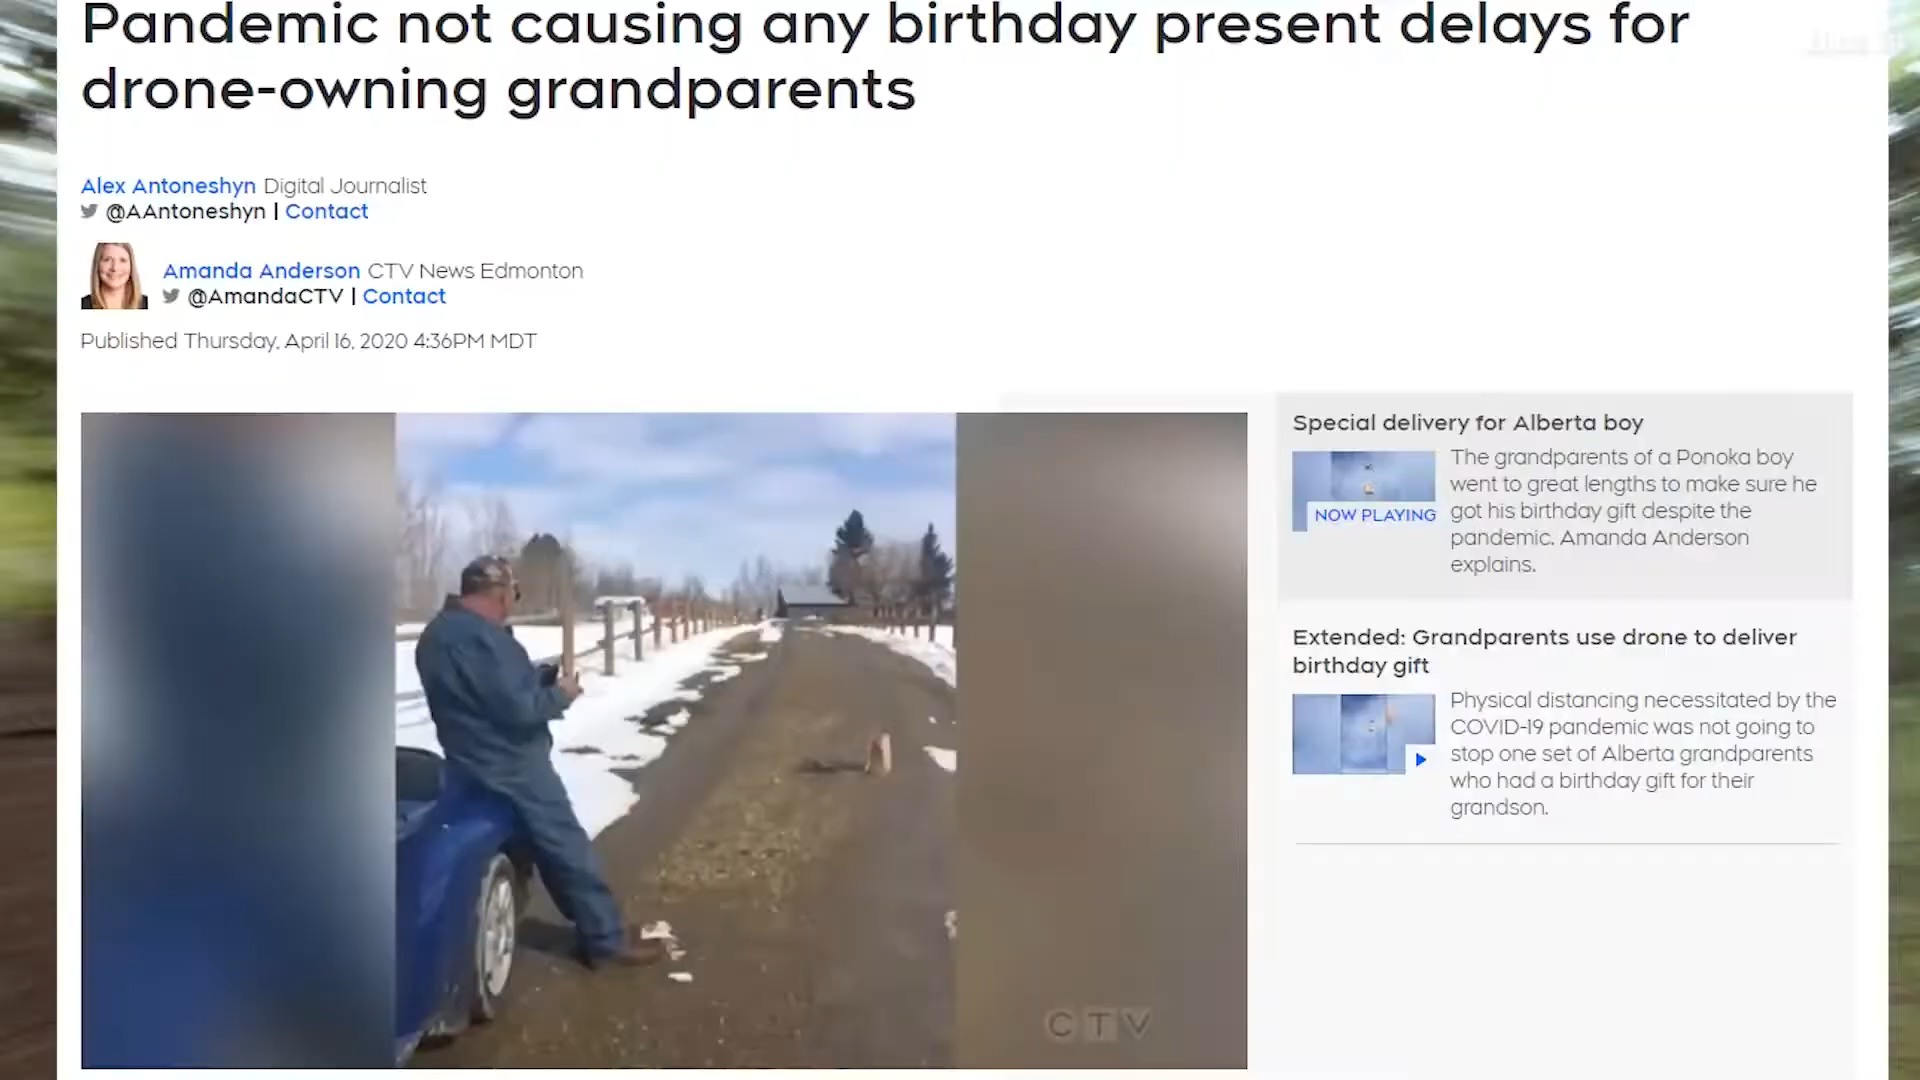 Pandemic not causing any birthday present delays for
drone-owning grandparents
Alex Antoneshyn Digital Journalist
@AAntoneshyn | Contact
Amanda Anderson CTV News Edmonton
@AmandaCTV | Contact
Published Thursday, April 16, 2020 4:36PM MDT
CTV
Special delivery for Alberta boy
NOW PLAYING
The grandparents of a Ponoka boy
went to great lengths to make sure he
got his birthday gift despite the
pandemic. Amanda Anderson
explains.
Extended: Grandparents use drone to deliver
birthday gift
Physical distancing necessitated by the
COVID-19 pandemic was not going to
stop one set of Alberta grandparents
who had a birthday gift for their
grandson.